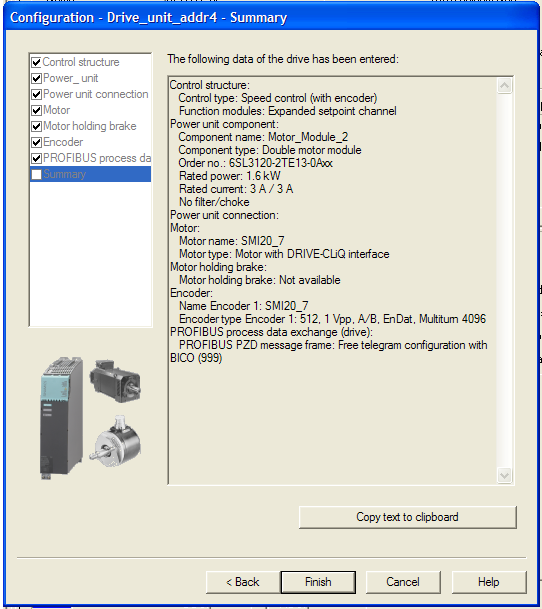 Configuration - Drive_unit_addr4 - Summary
Control structure
Power_ unit
Power unit connection
Motor
Motor holding brake
Encoder
PROFIBUS process da
Summary
The following data of the drive has been entered:
Control structure:
Control type: Speed control (with encoder)
Function modules: Expanded setpoint channel
Power unit component:
Component name: Motor_Module_2
Component type: Double motor module
Order no.: 6SL3120-2TE13-0Axx
Rated power: 1.6 kW
Rated current: 3 A / 3 A
No filter/choke
Power unit connection:
Motor:
Motor name: SMI20_7
Motor type: Motor with DRIVE-CLiQ interface
Motor holding brake:
Motor holding brake: Not available
Encoder:
Name Encoder 1: SMI20_7
Encoder type Encoder 1: 512, 1 Vpp, A/B, EnDat, Multiturn 4096
PROFIBUS process data exchange (drive):
PROFIBUS PZD message frame: Free telegram configuration with
BICO (999)
Copy text to clipboard
< Back
Finish
Cancel
Help